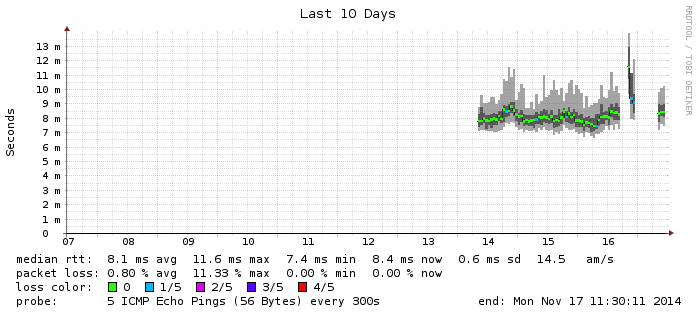 Last 10 Days
RRDTOOL / TOBI OETIKER
Seconds
13 m
12 m
11 m
10 m
9 m
8 m
7 m
6 m
5 m
4 m
3 m
2 m
1 m
0
07 08 09 10 11 12 13 14 15 16
median rtt: 8.1 ms avg 11.6 ms max 7.4 ms min 8.4 ms now 0.6 ms sd 14.5 am/s
packet loss: 0.80 % avg 11.33 % max 0.00 % min 0.00 % now
loss color: 0 1/5 2/5 3/5 4/5
probe: 5 ICMP Echo Pings (56 Bytes) every 300s end: Mon Nov 17 11:30:11 2014